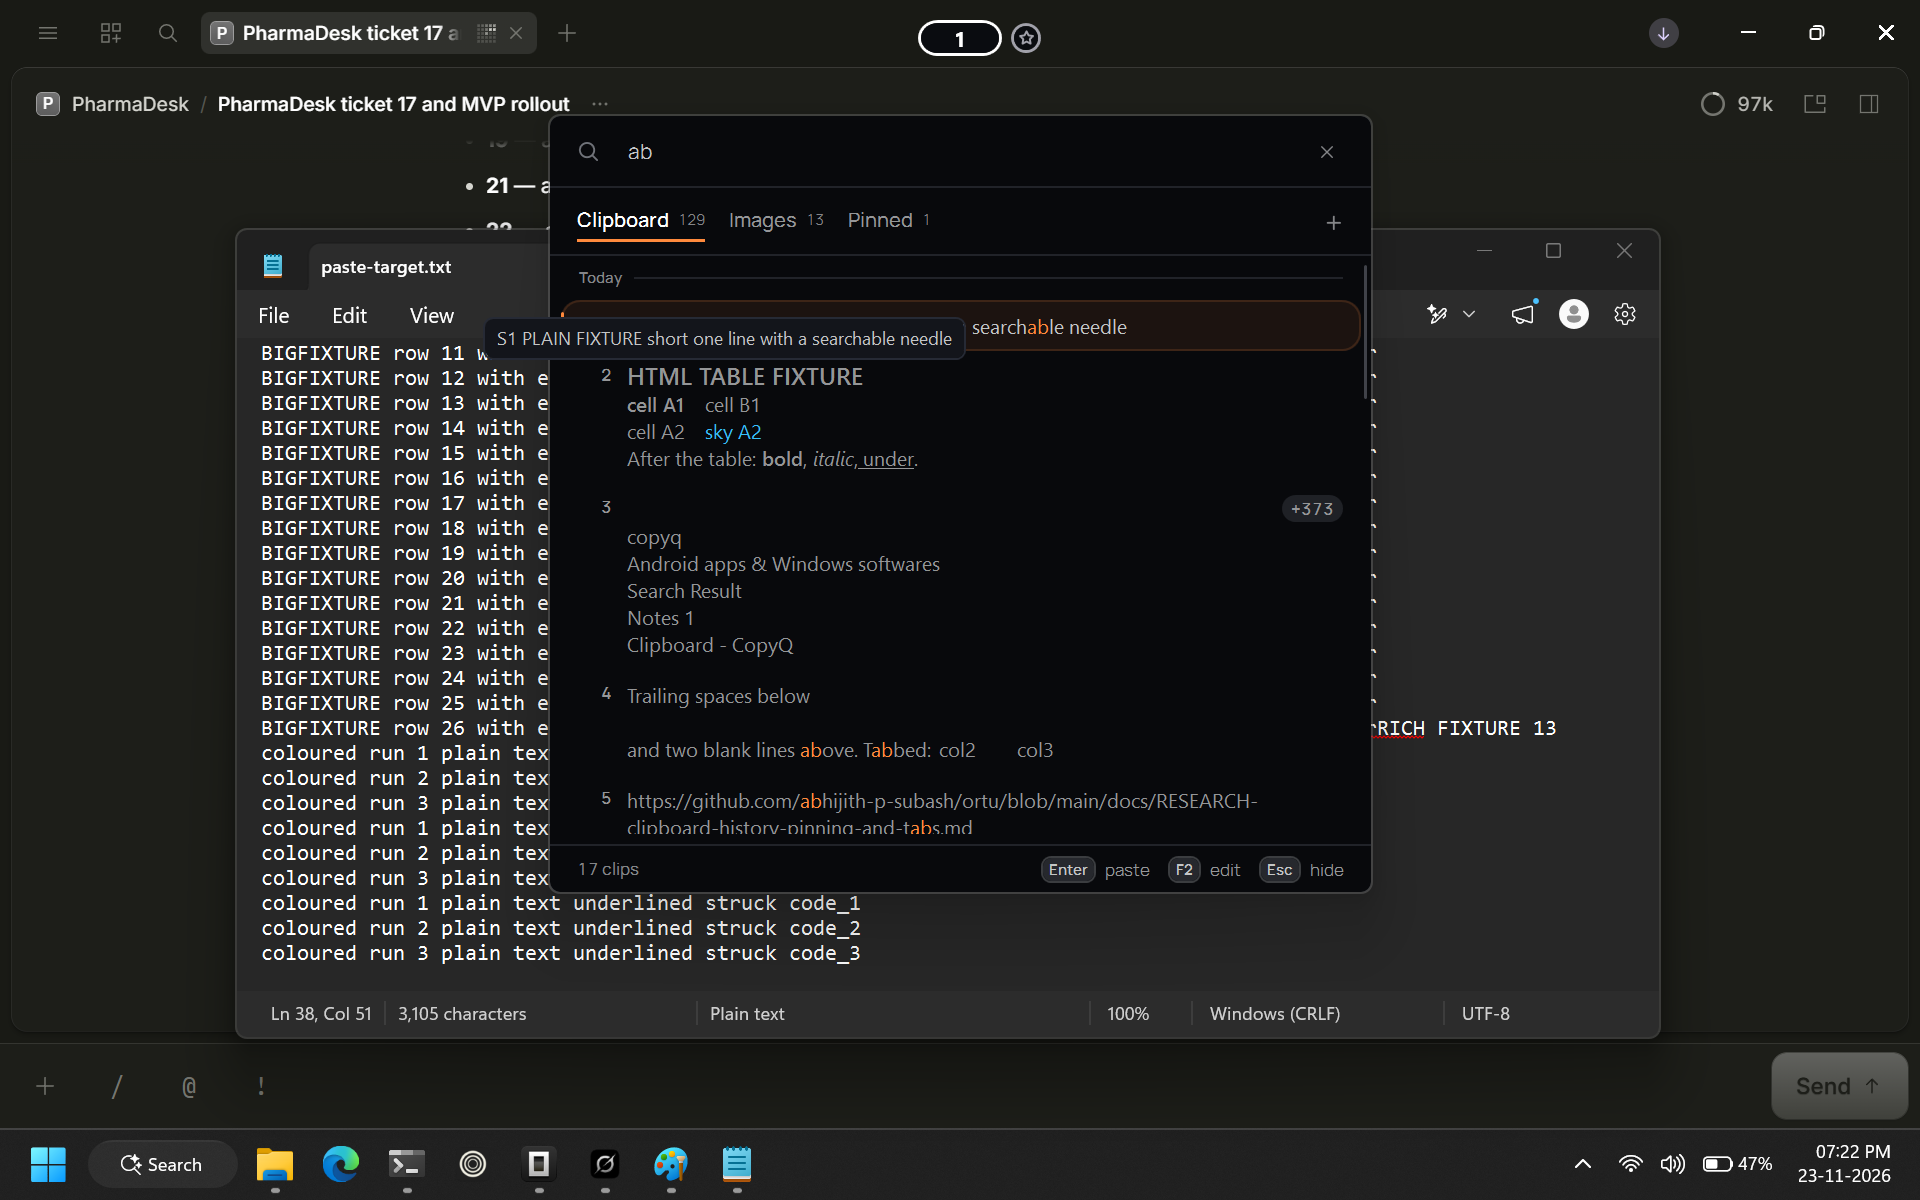 P PharmaDesk ticket 17 a
1
P PharmaDesk / PharmaDesk ticket 17 and MVP rollout ...
97k
21 — a
ab
Clipboard 129 Images 13 Pinned 1
Today
searchable needle
S1 PLAIN FIXTURE short one line with a searchable needle
2 HTML TABLE FIXTURE
cell A1 cell B1
cell A2 sky A2
After the table: bold, italic, under.
3 +373
copyq
Android apps & Windows softwares
Search Result
Notes 1
Clipboard - CopyQ
4 Trailing spaces below
and two blank lines above. Tabbed: col2 col3
5 https://github.com/abhijith-p-subash/ortu/blob/main/docs/RESEARCH-
clipboard-history-pinning-and-tabs.md
17 clips
Enter paste F2 edit Esc hide
paste-target.txt
File Edit View
BIGFIXTURE row 11 w
BIGFIXTURE row 12 with e
BIGFIXTURE row 13 with e
BIGFIXTURE row 14 with e
BIGFIXTURE row 15 with e
BIGFIXTURE row 16 with e
BIGFIXTURE row 17 with e
BIGFIXTURE row 18 with e
BIGFIXTURE row 19 with e
BIGFIXTURE row 20 with e
BIGFIXTURE row 21 with e
BIGFIXTURE row 22 with e
BIGFIXTURE row 23 with e
BIGFIXTURE row 24 with e
BIGFIXTURE row 25 with e
BIGFIXTURE row 26 with e rRICH FIXTURE 13
coloured run 1 plain tex
coloured run 2 plain tex
coloured run 3 plain tex
coloured run 1 plain tex
coloured run 2 plain tex
coloured run 3 plain tex
coloured run 1 plain text underlined struck code_1
coloured run 2 plain text underlined struck code_2
coloured run 3 plain text underlined struck code_3
Ln 38, Col 51 3,105 characters Plain text 100% Windows (CRLF) UTF-8
+ / @ !
Send ↑
Search
47%
07:22 PM
23-11-2026